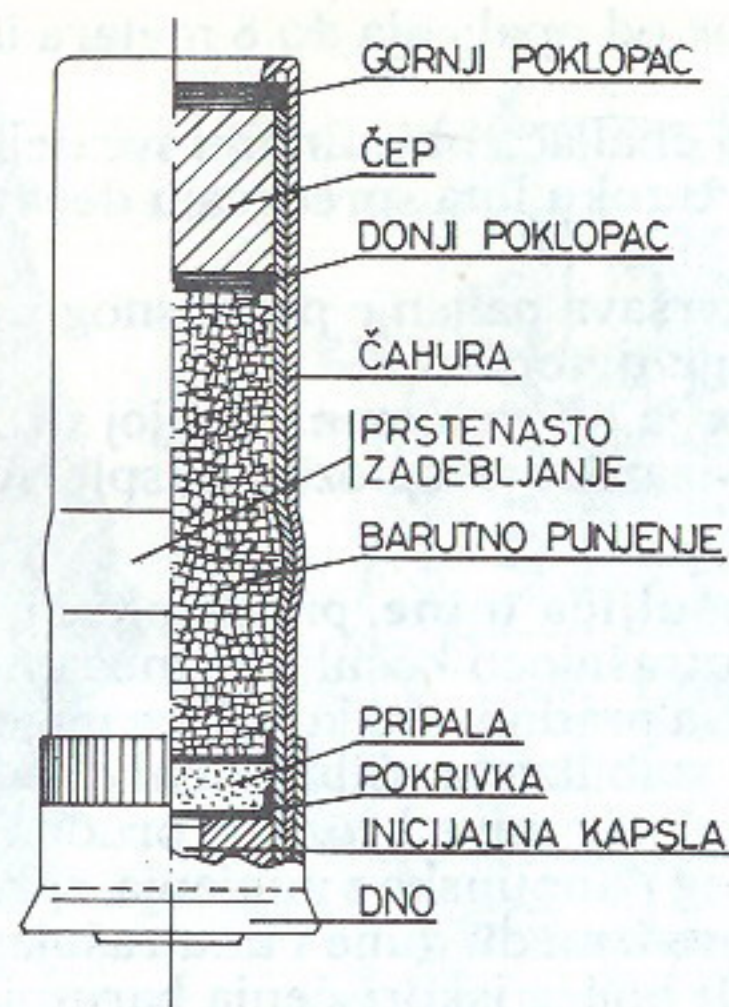 GORNJI POKLOPAC
ČEP
DONJI POKLOPAC
ČAHURA
PRSTENASTO
ZADEBLJANJE
BARUTNO PUNJENJE
PRIPALA
POKRIVKA
INICIJALNA KAPSLA
DNO